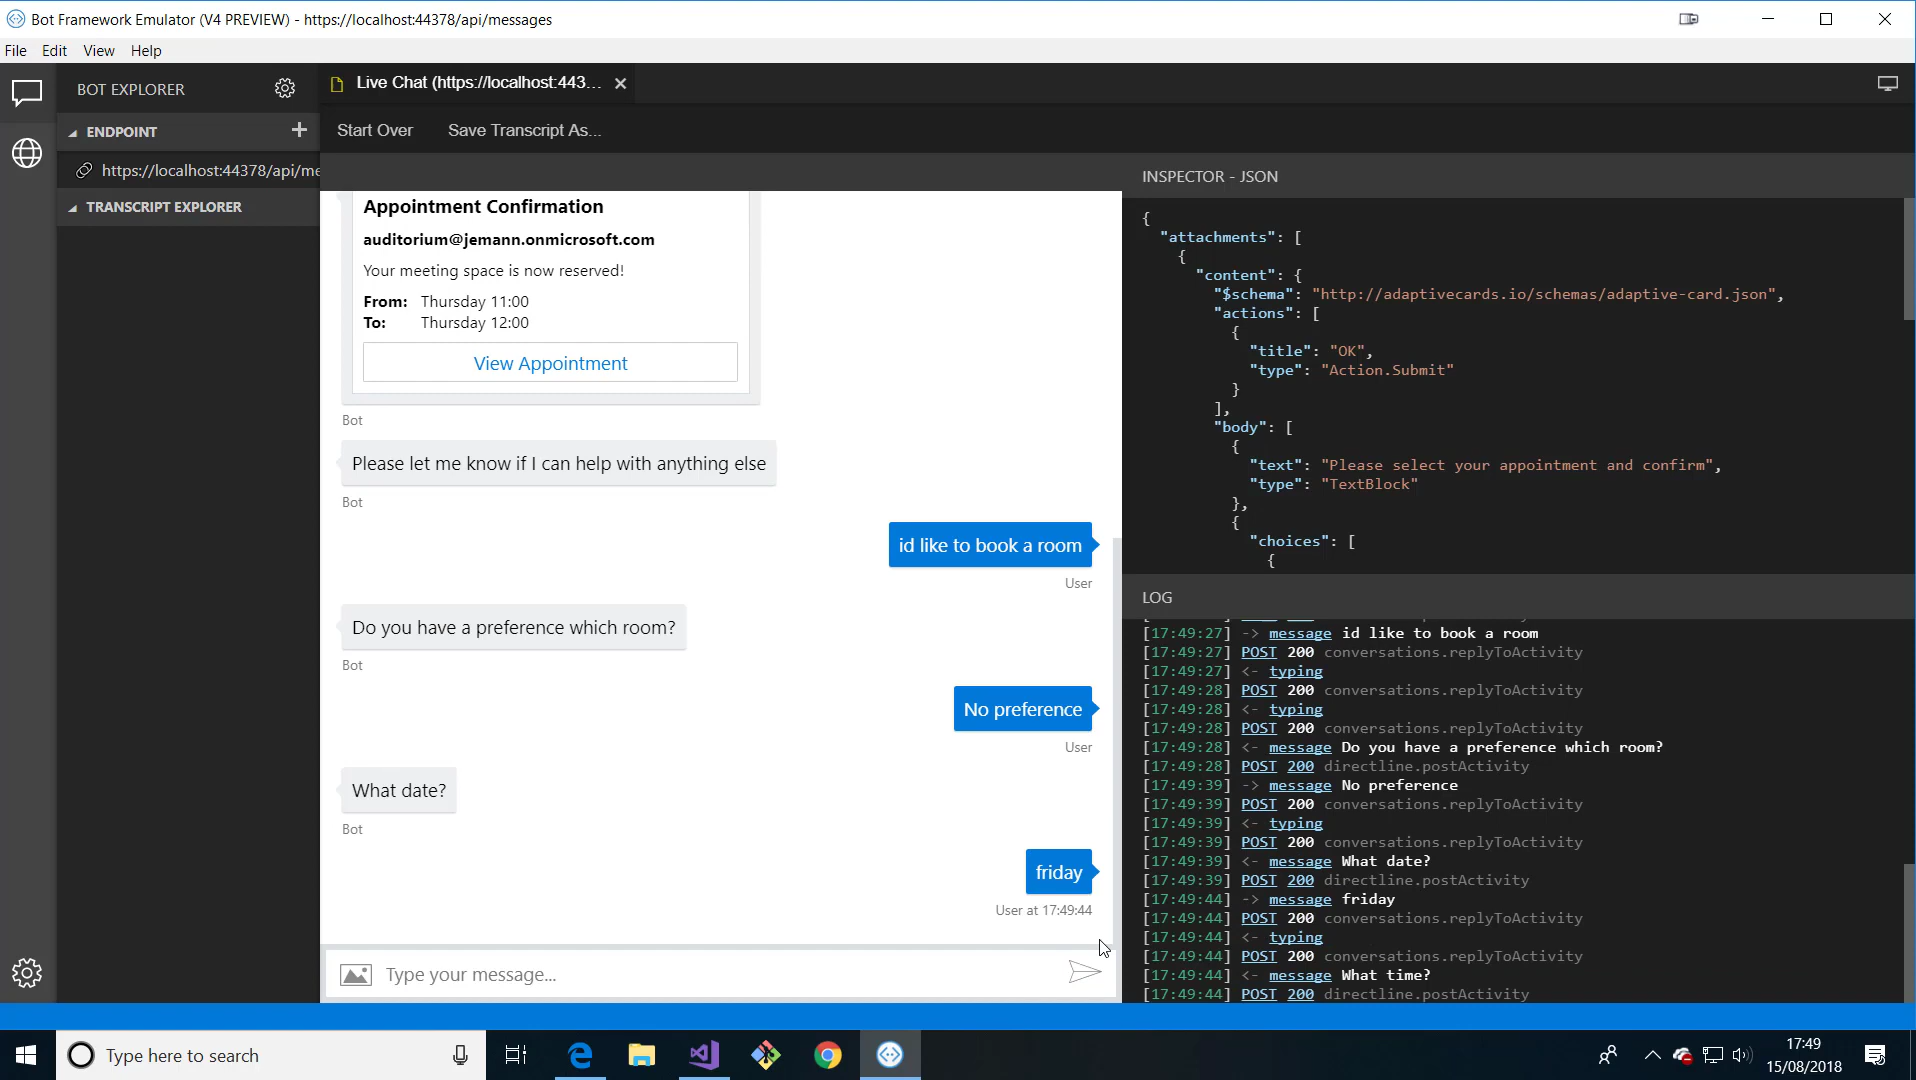 Bot Framework Emulator (V4 PREVIEW) - https://localhost:44378/api/messages
File Edit View Help
BOT EXPLORER
ENDPOINT
https://localhost:44378/api/me
TRANSCRIPT EXPLORER
Live Chat (https://localhost:443...
Start Over Save Transcript As...
Appointment Confirmation
auditorium@jemann.onmicrosoft.com
Your meeting space is now reserved!
From: Thursday 11:00
To: Thursday 12:00
View Appointment
Bot
Please let me know if I can help with anything else
Bot
id like to book a room
User
Do you have a preference which room?
Bot
No preference
User
What date?
Bot
friday
User at 17:49:44
Type your message...
INSPECTOR - JSON
{
"attachments": [
{
"content": {
"$schema": "http://adaptivecards.io/schemas/adaptive-card.json",
"actions": [
{
"title": "OK",
"type": "Action.Submit"
}
],
"body": [
{
"text": "Please select your appointment and confirm",
"type": "TextBlock"
},
{
"choices": [
{
LOG
[17:49:27] -> message id like to book a room
[17:49:27] POST 200 conversations.replyToActivity
[17:49:27] <- typing
[17:49:28] POST 200 conversations.replyToActivity
[17:49:28] <- typing
[17:49:28] POST 200 conversations.replyToActivity
[17:49:28] <- message Do you have a preference which room?
[17:49:28] POST 200 directline.postActivity
[17:49:39] -> message No preference
[17:49:39] POST 200 conversations.replyToActivity
[17:49:39] <- typing
[17:49:39] POST 200 conversations.replyToActivity
[17:49:39] <- message What date?
[17:49:39] POST 200 directline.postActivity
[17:49:44] -> message friday
[17:49:44] POST 200 conversations.replyToActivity
[17:49:44] <- typing
[17:49:44] POST 200 conversations.replyToActivity
[17:49:44] <- message What time?
[17:49:44] POST 200 directline.postActivity
Type here to search
17:49
15/08/2018